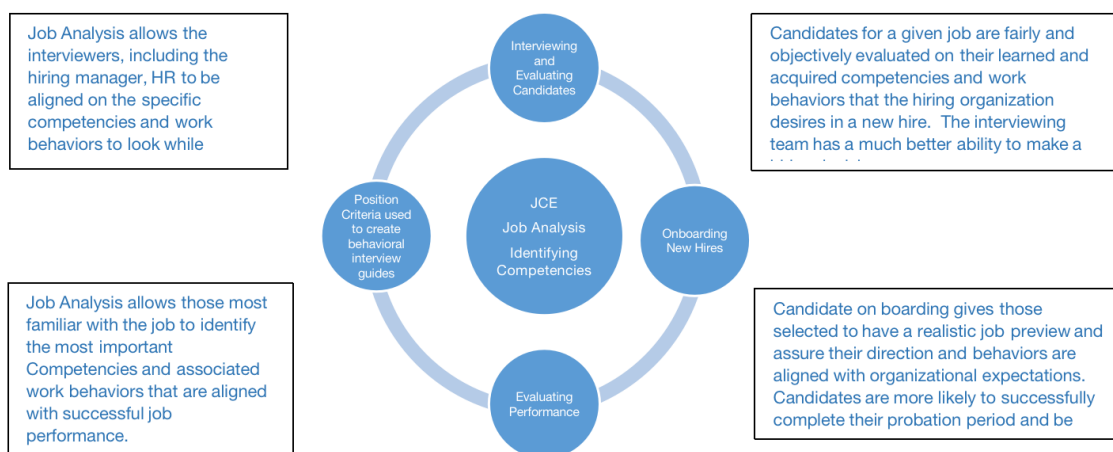 Job Analysis allows the
interviewers, including the
hiring manager, HR to be
aligned on the specific
competencies and work
behaviors to look while
Interviewing
and
Evaluating
Candidates
Candidates for a given job are fairly and
objectively evaluated on their learned and
acquired competencies and work
behaviors that the hiring organization
desires in a new hire.  The interviewing
team has a much better ability to make a
Position
Criteria used
to create
behavioral
interview
guides
JCE
Job Analysis
Identifying
Competencies
Onboarding
New Hires
Job Analysis allows those most
familiar with the job to identify
the most important
Competencies and associated
work behaviors that are aligned
with successful job
performance.
Evaluating
Performance
Candidate on boarding gives those
selected to have a realistic job preview and
assure their direction and behaviors are
aligned with organizational expectations.
Candidates are more likely to successfully
complete their probation period and be